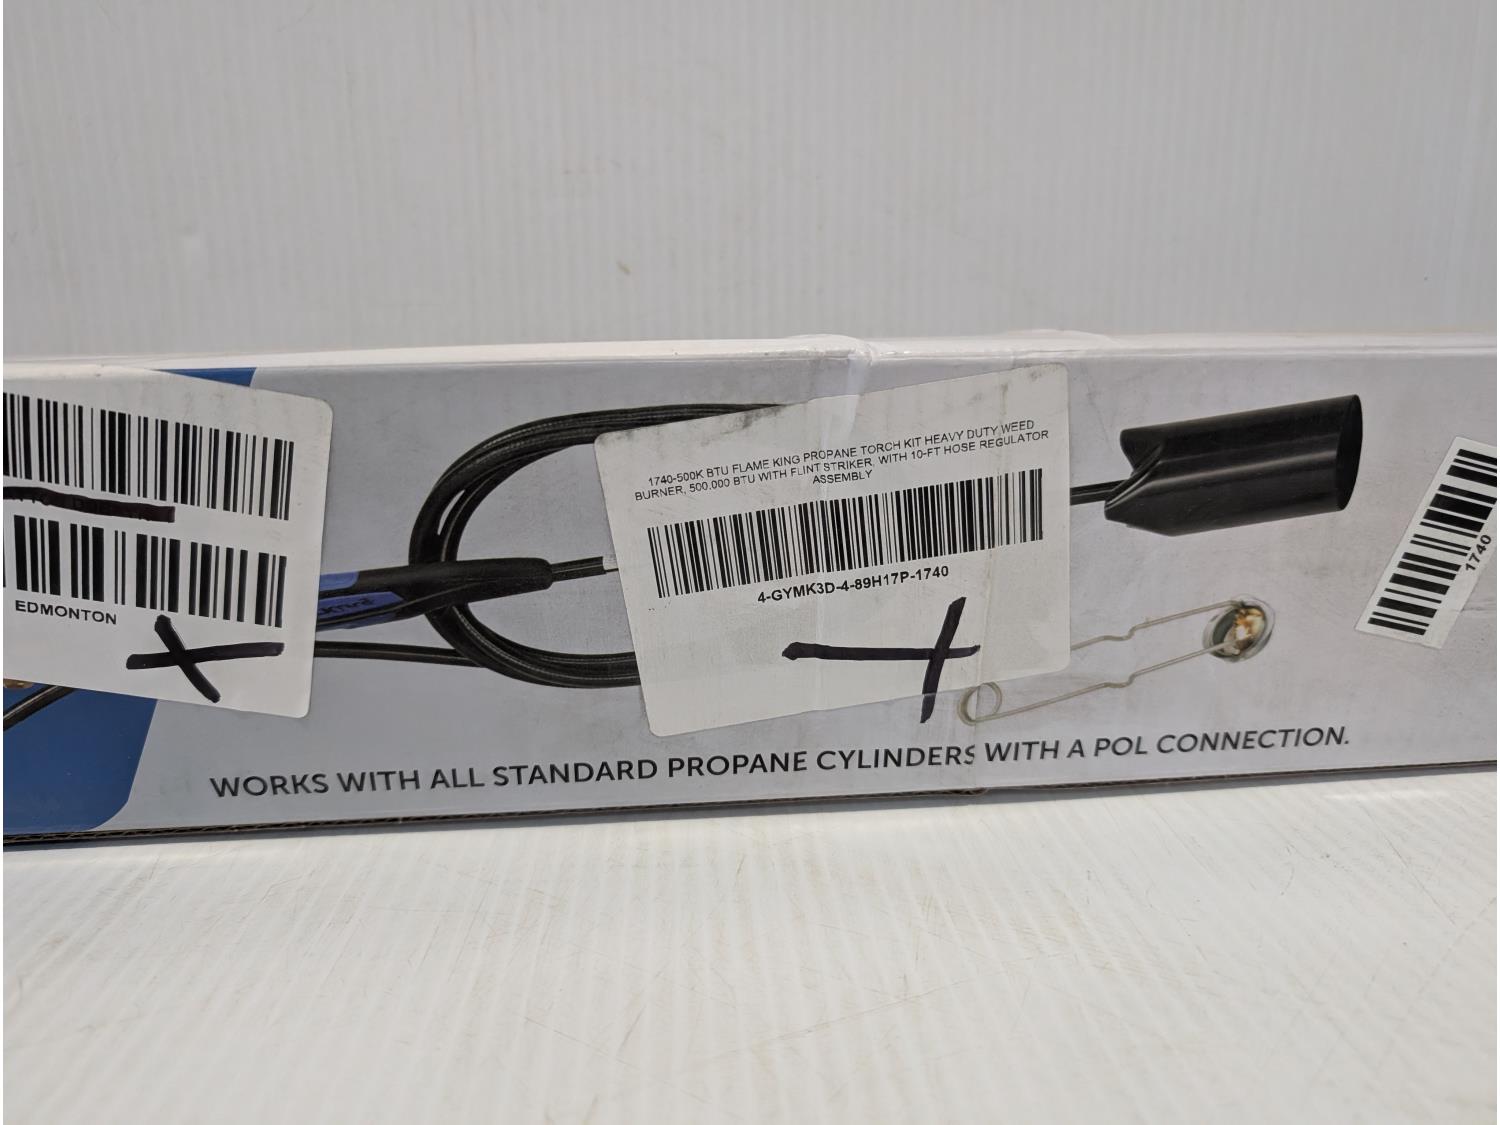 EDMONTON
1740-500K BTU FLAME KING PROPANE TORCH KIT HEAVY DUTY WEED
BURNER, 500,000 BTU WITH FLINT STRIKER, WITH 10-FT HOSE REGULATOR
ASSEMBLY
4-GYMK3D-4-89H17P-1740
1740
WORKS WITH ALL STANDARD PROPANE CYLINDERS WITH A POL CONNECTION.